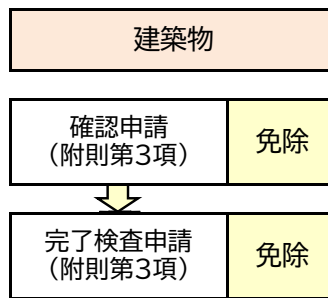 建築物
確認申請
（附則第3項）
免除
完了検査申請
（附則第3項）
免除